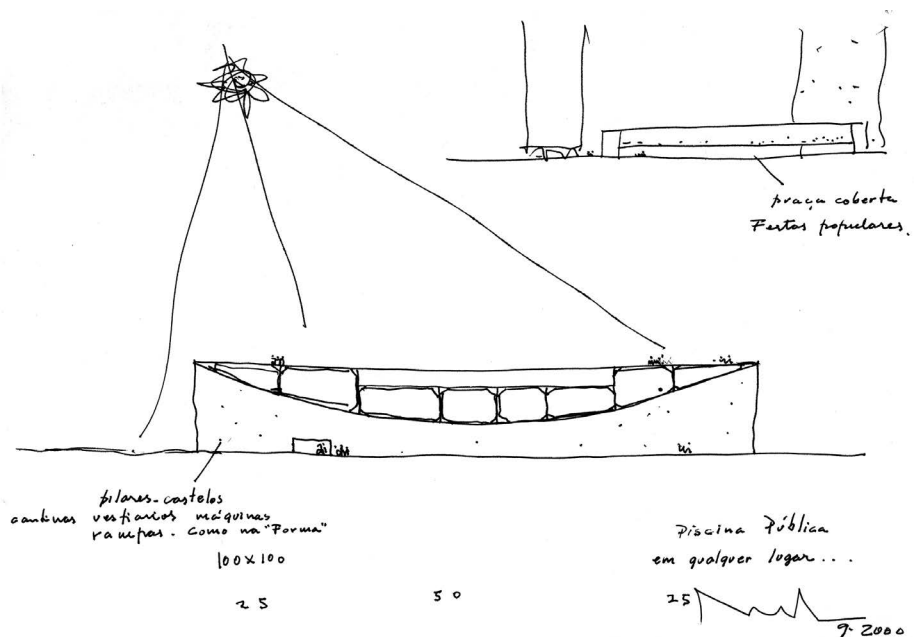 praça coberta
Festas populares.
pilares-castelos
cantinas vestiarios máquinas
rampas. como na "Forma"
100x100
25
50
Piscina Pública
em qualquer lugar...
25
9-2000